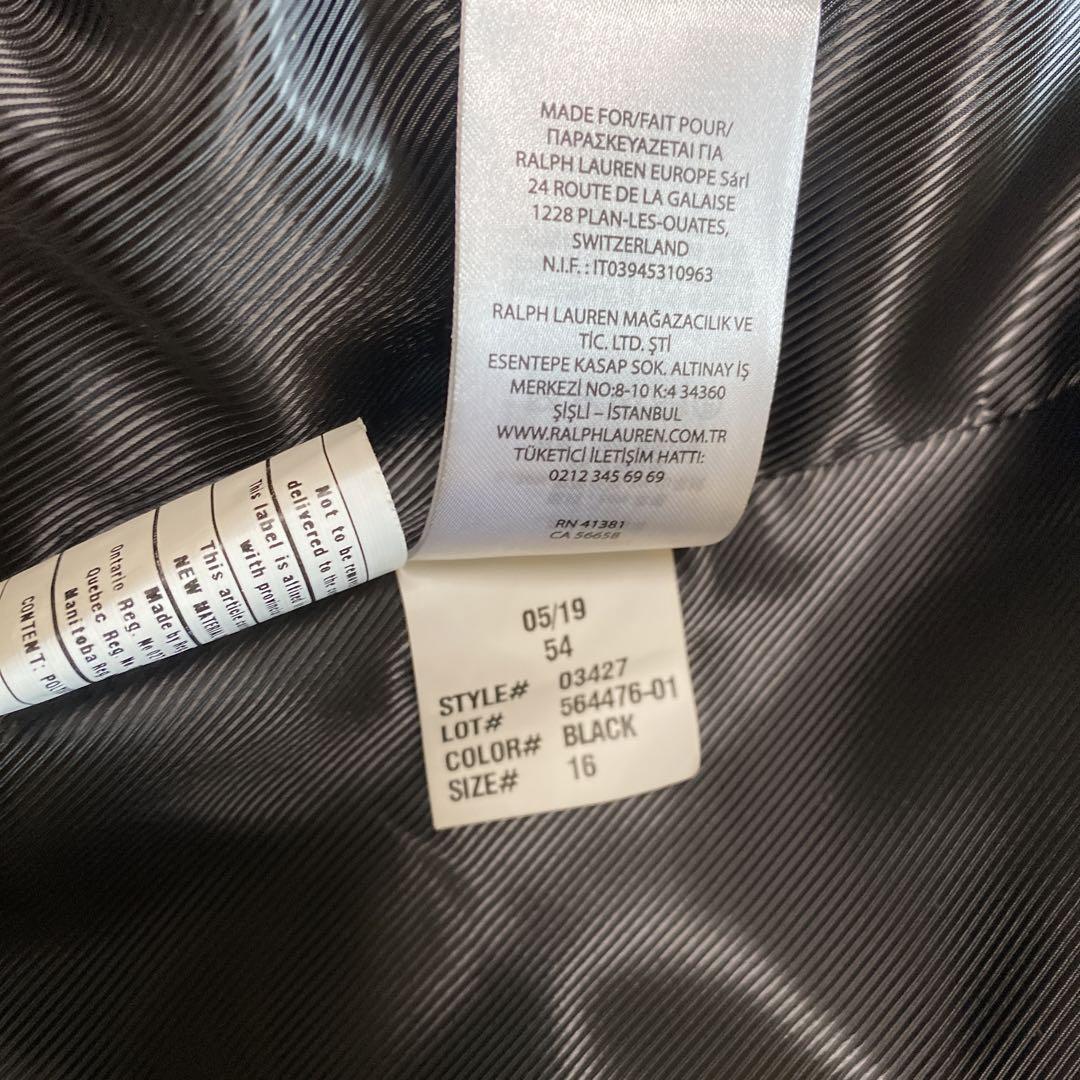 MADE FOR/FAIT POUR/
ΠΑΡΑΣΚΕΥΑΖΕΤΑΙ ΓΙΑ
RALPH LAUREN EUROPE Sárl
24 ROUTE DE LA GALAISE
1228 PLAN-LES-OUATES,
SWITZERLAND
N.I.F. : IT03945310963
RALPH LAUREN MAĞAZACILIK VE
TİC. LTD. ŞTİ
ESENTEPE KASAP SOK. ALTINAY İŞ
MERKEZİ NO:8-10 K:4 34360
ŞİŞLİ – İSTANBUL
WWW.RALPHLAUREN.COM.TR
TÜKETİCİ İLETİŞİM HATTI:
0212 345 69 69
RN 41381
CA 56658
Not to be
delivered to the
This label is
with
This article
NEW
Made by
Ontario Reg. No
Quebec Reg.
Manitoba Reg
CONTENT:
05/19
54
STYLE# 03427
LOT# 564476-01
COLOR# BLACK
SIZE# 16